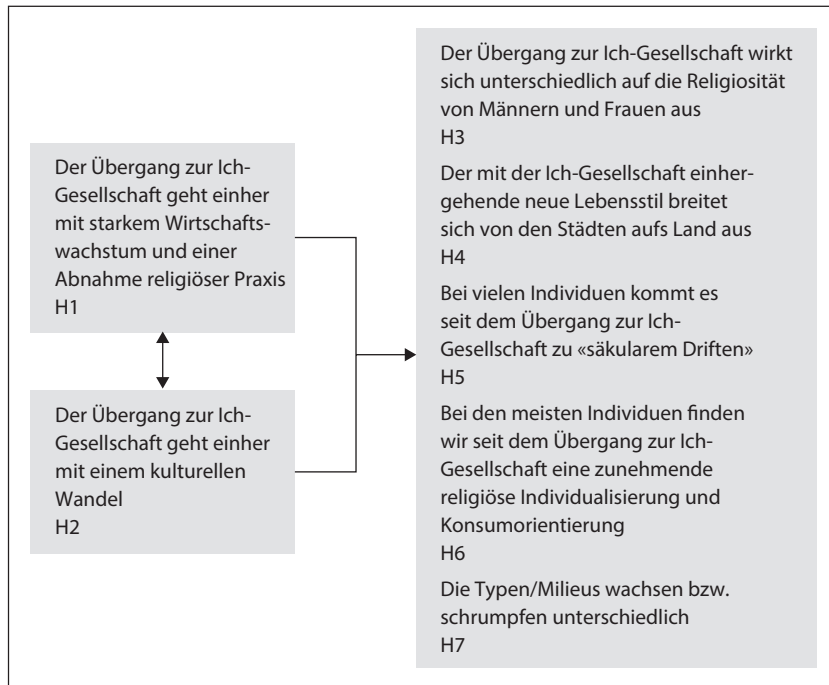 Der Übergang zur Ich-
Gesellschaft geht einher
mit starkem Wirtschafts-
wachstum und einer
Abnahme religiöser Praxis
H1
Der Übergang zur Ich-
Gesellschaft geht einher
mit einem kulturellen
Wandel
H2
Der Übergang zur Ich-Gesellschaft wirkt
sich unterschiedlich auf die Religiosität
von Männern und Frauen aus
H3
Der mit der Ich-Gesellschaft einher-
gehende neue Lebensstil breitet
sich von den Städten aufs Land aus
H4
Bei vielen Individuen kommt es
seit dem Übergang zur Ich-
Gesellschaft zu «säkularem Driften»
H5
Bei den meisten Individuen finden
wir seit dem Übergang zur Ich-
Gesellschaft eine zunehmende
religiöse Individualisierung und
Konsumorientierung
H6
Die Typen/Milieus wachsen bzw.
schrumpfen unterschiedlich
H7